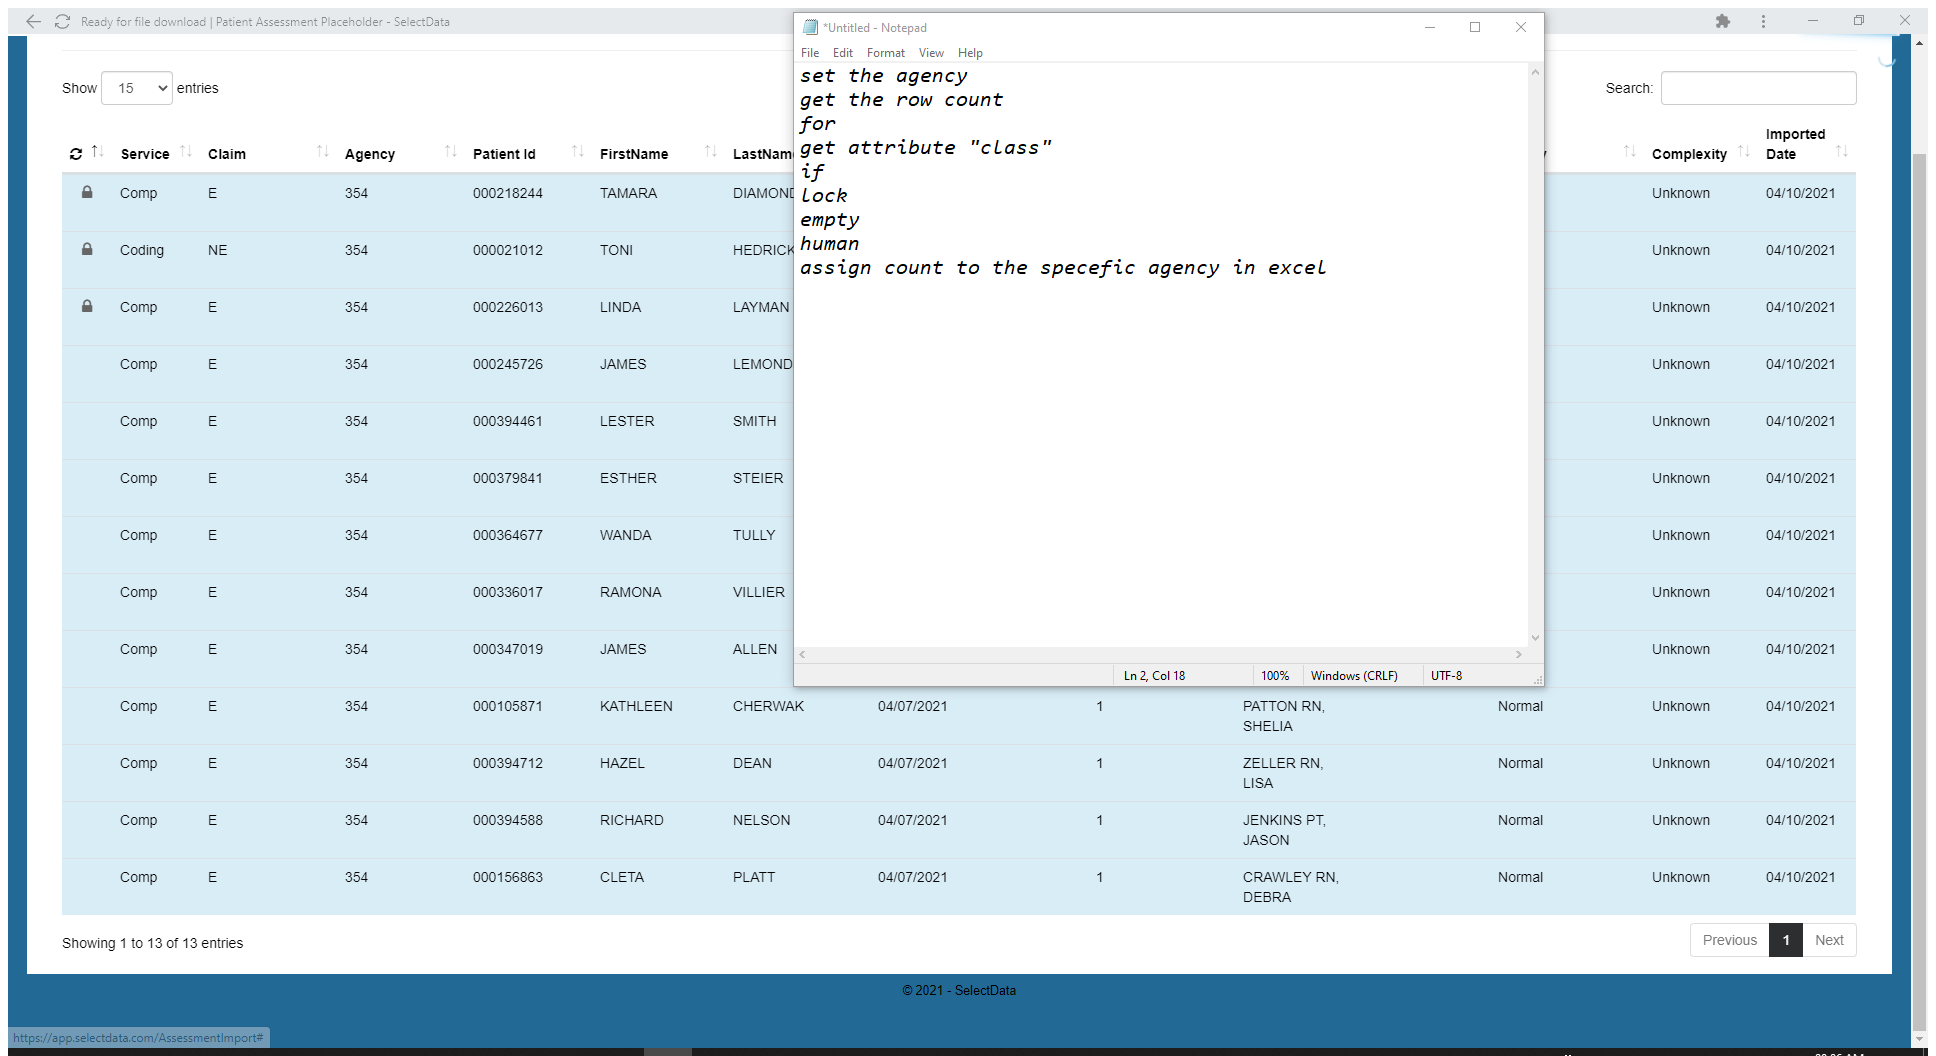 Ready for file download | Patient Assessment Placeholder - SelectData
*Untitled - Notepad
File Edit Format View Help
set the agency
get the row count
for
get attribute "class"
if
lock
empty
human
assign count to the specefic agency in excel
Ln 2, Col 18 100% Windows (CRLF) UTF-8
Show 15 entries
Search:
Service Claim Agency Patient Id FirstName LastName Complexity Imported Date
Comp E 354 000218244 TAMARA DIAMOND Unknown 04/10/2021
Coding NE 354 000021012 TONI HEDRICK Unknown 04/10/2021
Comp E 354 000226013 LINDA LAYMAN Unknown 04/10/2021
Comp E 354 000245726 JAMES LEMOND Unknown 04/10/2021
Comp E 354 000394461 LESTER SMITH Unknown 04/10/2021
Comp E 354 000379841 ESTHER STEIER Unknown 04/10/2021
Comp E 354 000364677 WANDA TULLY Unknown 04/10/2021
Comp E 354 000336017 RAMONA VILLIER Unknown 04/10/2021
Comp E 354 000347019 JAMES ALLEN Unknown 04/10/2021
Comp E 354 000105871 KATHLEEN CHERWAK 04/07/2021 1 PATTON RN, SHELIA Normal Unknown 04/10/2021
Comp E 354 000394712 HAZEL DEAN 04/07/2021 1 ZELLER RN, LISA Normal Unknown 04/10/2021
Comp E 354 000394588 RICHARD NELSON 04/07/2021 1 JENKINS PT, JASON Normal Unknown 04/10/2021
Comp E 354 000156863 CLETA PLATT 04/07/2021 1 CRAWLEY RN, DEBRA Normal Unknown 04/10/2021
Showing 1 to 13 of 13 entries
Previous 1 Next
© 2021 - SelectData
https://app.selectdata.com/AssessmentImport#